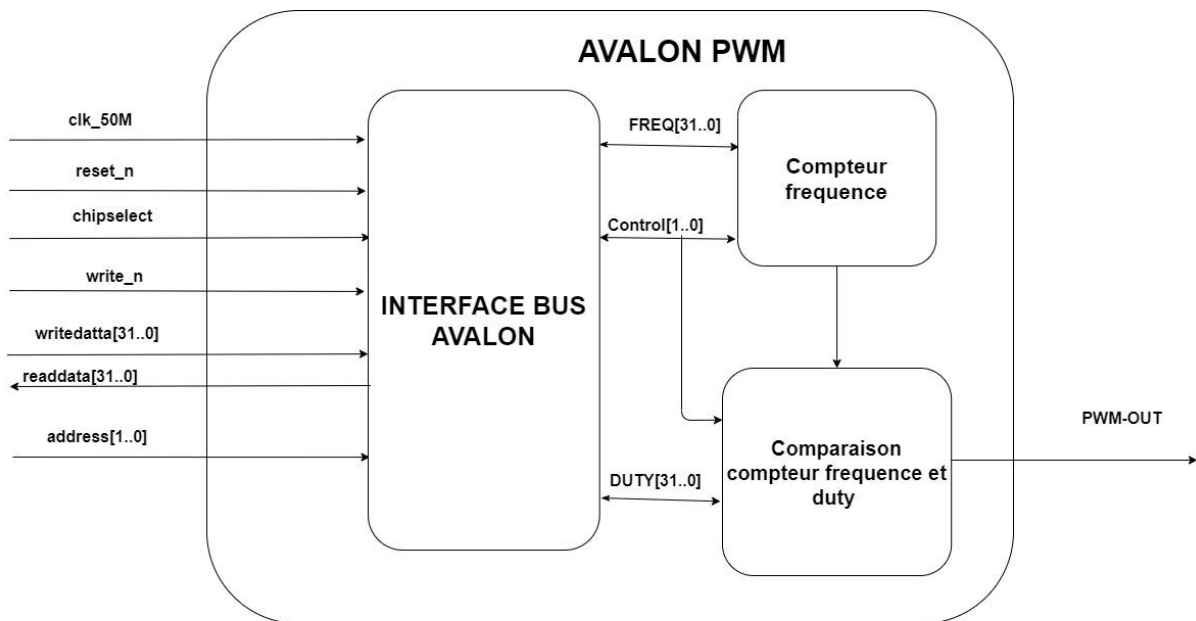 AVALON PWM
clk_50M
reset_n
chipselect
write_n
writedatta[31..0]
readdata[31..0]
address[1..0]
INTERFACE BUS
AVALON
FREQ[31..0]
Control[1..0]
DUTY[31..0]
Compteur
frequence
Comparaison
compteur frequence et
duty
PWM-OUT